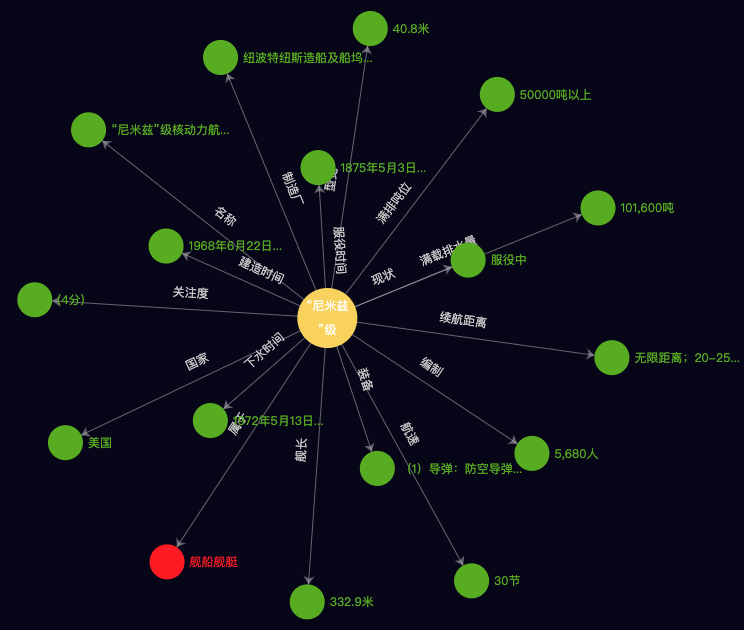 40.8米
纽波特纽斯造船及船坞...
50000吨以上
“尼米兹”级核动力航...
1875年5月3日...
制造厂
满排吨位
101,600吨
名称
服役时间
1968年6月22日...
满载排水量
服役中
建造时间
现状
关注度
(4分)
“尼米兹
”级
续航距离
下水时间
无限距离；20-25...
国家
编制
装备
1972年5月13日...
属于
航速
美国
舰长
5,680人
（1）导弹：防空导弹...
舰船舰艇
30节
332.9米